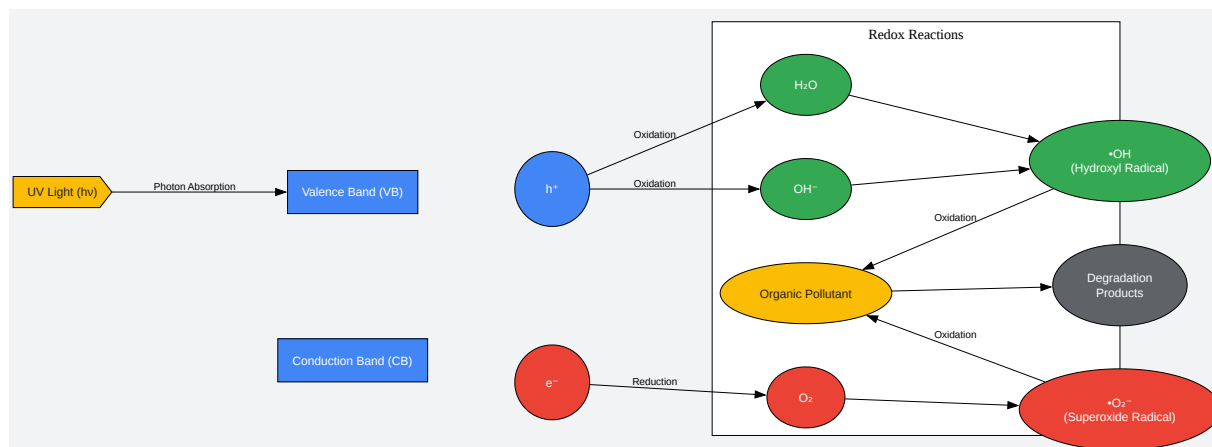 Redox Reactions
H₂O
Oxidation
•OH
(Hydroxyl Radical)
UV Light (hν)
Photon Absorption
Valence Band (VB)
h⁺
Oxidation
OH⁻
Oxidation
Organic Pollutant
Degradation
Products
Oxidation
Conduction Band (CB)
e⁻
Reduction
O₂
•O₂⁻
(Superoxide Radical)